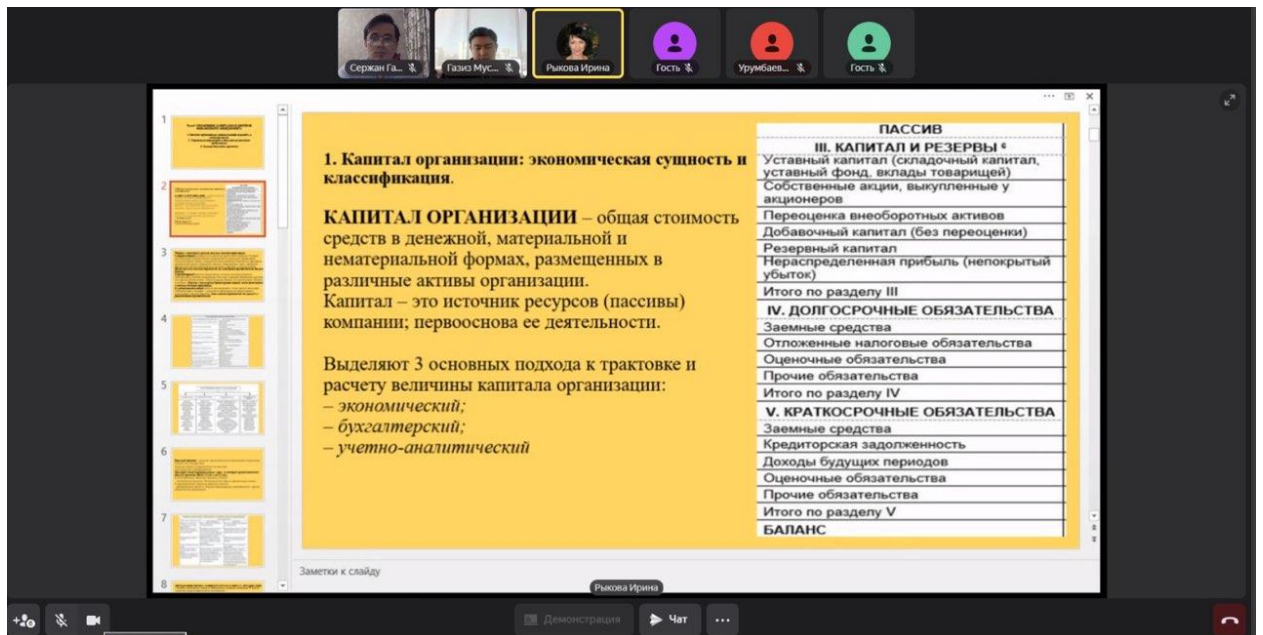 Сержан Га...
Газиз Мус...
Рыкова Ирина
Гость
Урумбаев...
Гость
1
2
3
4
5
6
7
8
1. Капитал организации: экономическая сущность и
классификация.
КАПИТАЛ ОРГАНИЗАЦИИ – общая стоимость
средств в денежной, материальной и
нематериальной формах, размещенных в
различные активы организации.
Капитал – это источник ресурсов (пассивы)
компании; первооснова ее деятельности.
Выделяют 3 основных подхода к трактовке и
расчету величины капитала организации:
– экономический;
– бухгалтерский;
– учетно-аналитический
ПАССИВ
III. КАПИТАЛ И РЕЗЕРВЫ 6
Уставный капитал (складочный капитал,
уставный фонд, вклады товарищей)
Собственные акции, выкупленные у
акционеров
Переоценка внеоборотных активов
Добавочный капитал (без переоценки)
Резервный капитал
Нераспределенная прибыль (непокрытый
убыток)
Итого по разделу III
IV. ДОЛГОСРОЧНЫЕ ОБЯЗАТЕЛЬСТВА
Заемные средства
Отложенные налоговые обязательства
Оценочные обязательства
Прочие обязательства
Итого по разделу IV
V. КРАТКОСРОЧНЫЕ ОБЯЗАТЕЛЬСТВА
Заемные средства
Кредиторская задолженность
Доходы будущих периодов
Оценочные обязательства
Прочие обязательства
Итого по разделу V
БАЛАНС
Заметки к слайду
Рыкова Ирина
Демонстрация
Чат